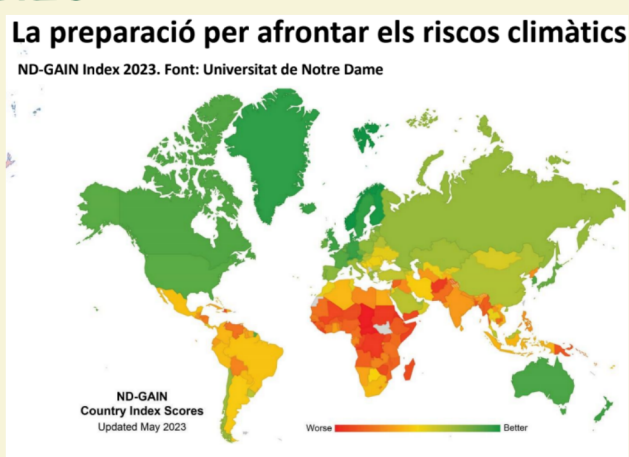 La preparació per afrontar els riscos climàtics
ND-GAIN Index 2023. Font: Universitat de Notre Dame
ND-GAIN
Country Index Scores
Updated May 2023
Worse
Better